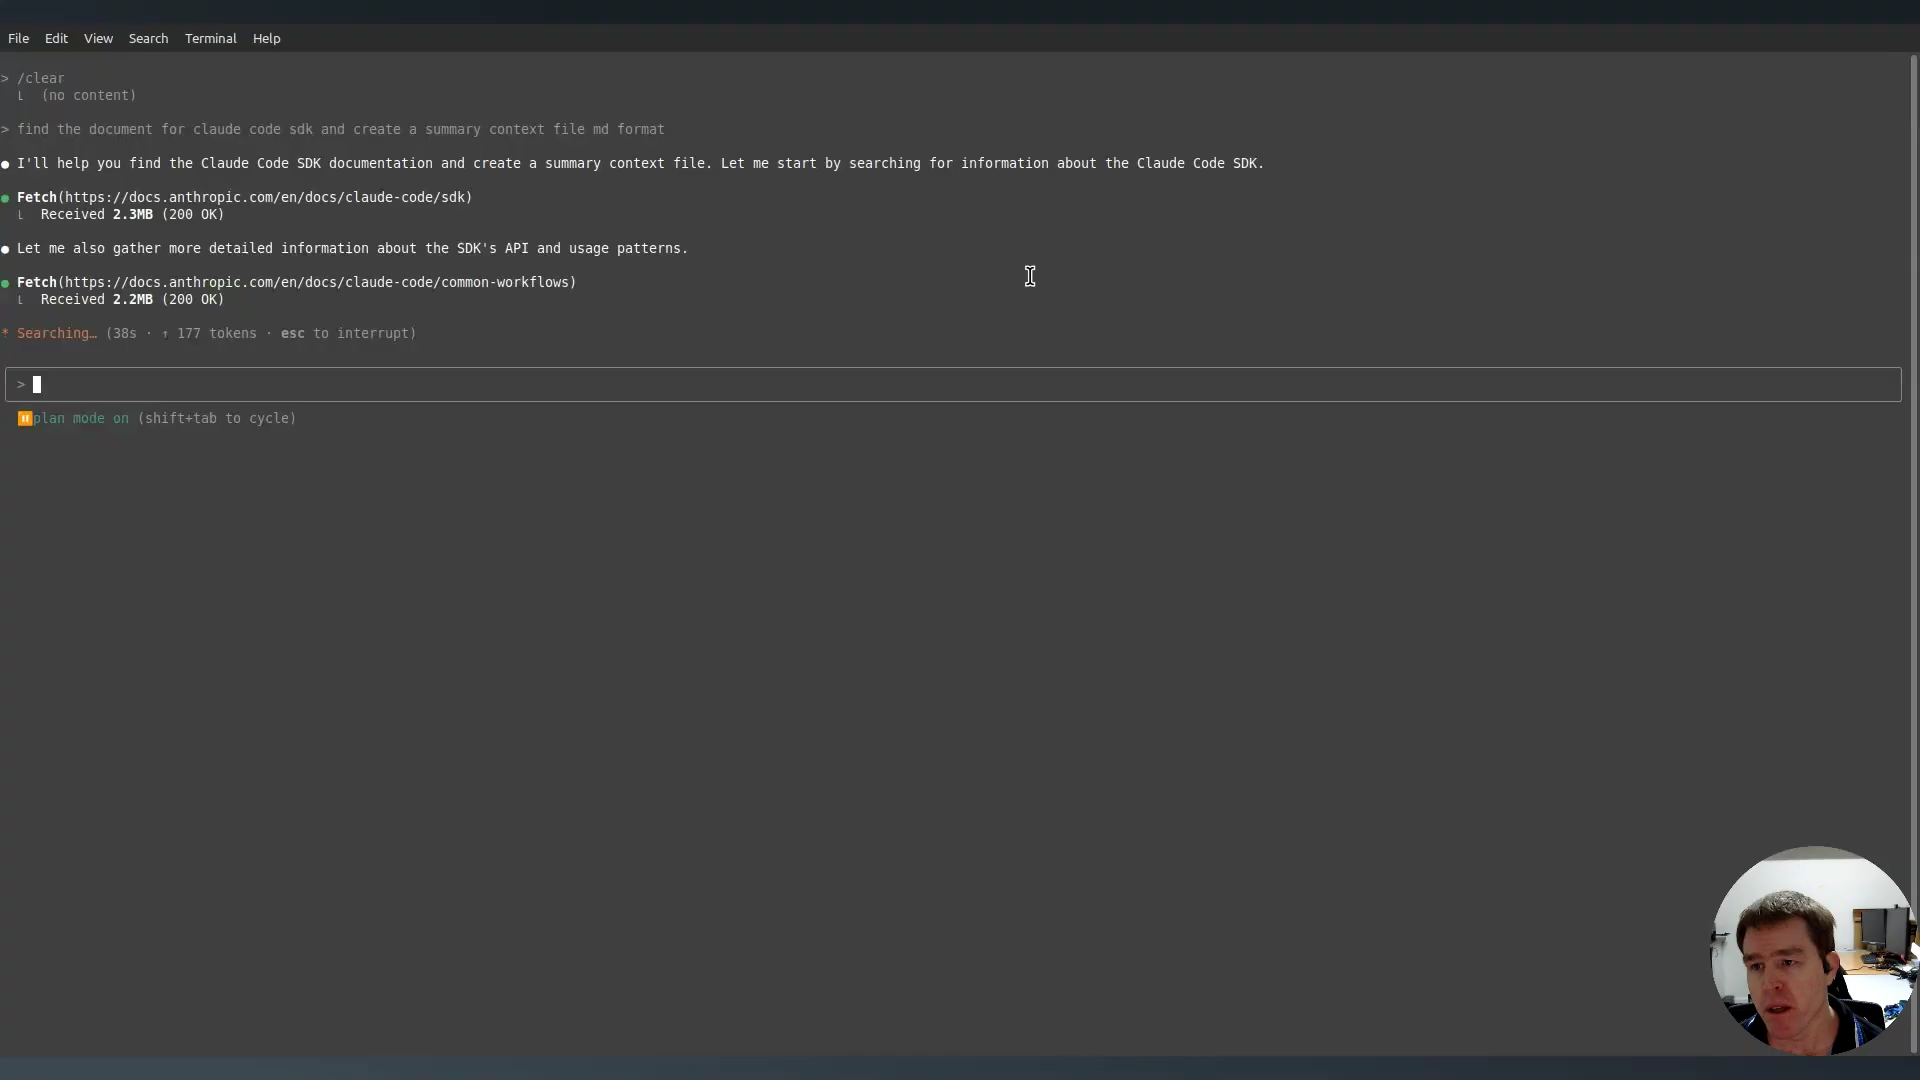 File Edit View Search Terminal Help
> /clear
⎿ (no content)
> find the document for claude code sdk and create a summary context file md format
● I'll help you find the Claude Code SDK documentation and create a summary context file. Let me start by searching for information about the Claude Code SDK.
● Fetch(https://docs.anthropic.com/en/docs/claude-code/sdk)
⎿ Received 2.3MB (200 OK)
● Let me also gather more detailed information about the SDK's API and usage patterns.
● Fetch(https://docs.anthropic.com/en/docs/claude-code/common-workflows)
⎿ Received 2.2MB (200 OK)
* Searching… (38s · ↑ 177 tokens · esc to interrupt)
>
⏸plan mode on (shift+tab to cycle)